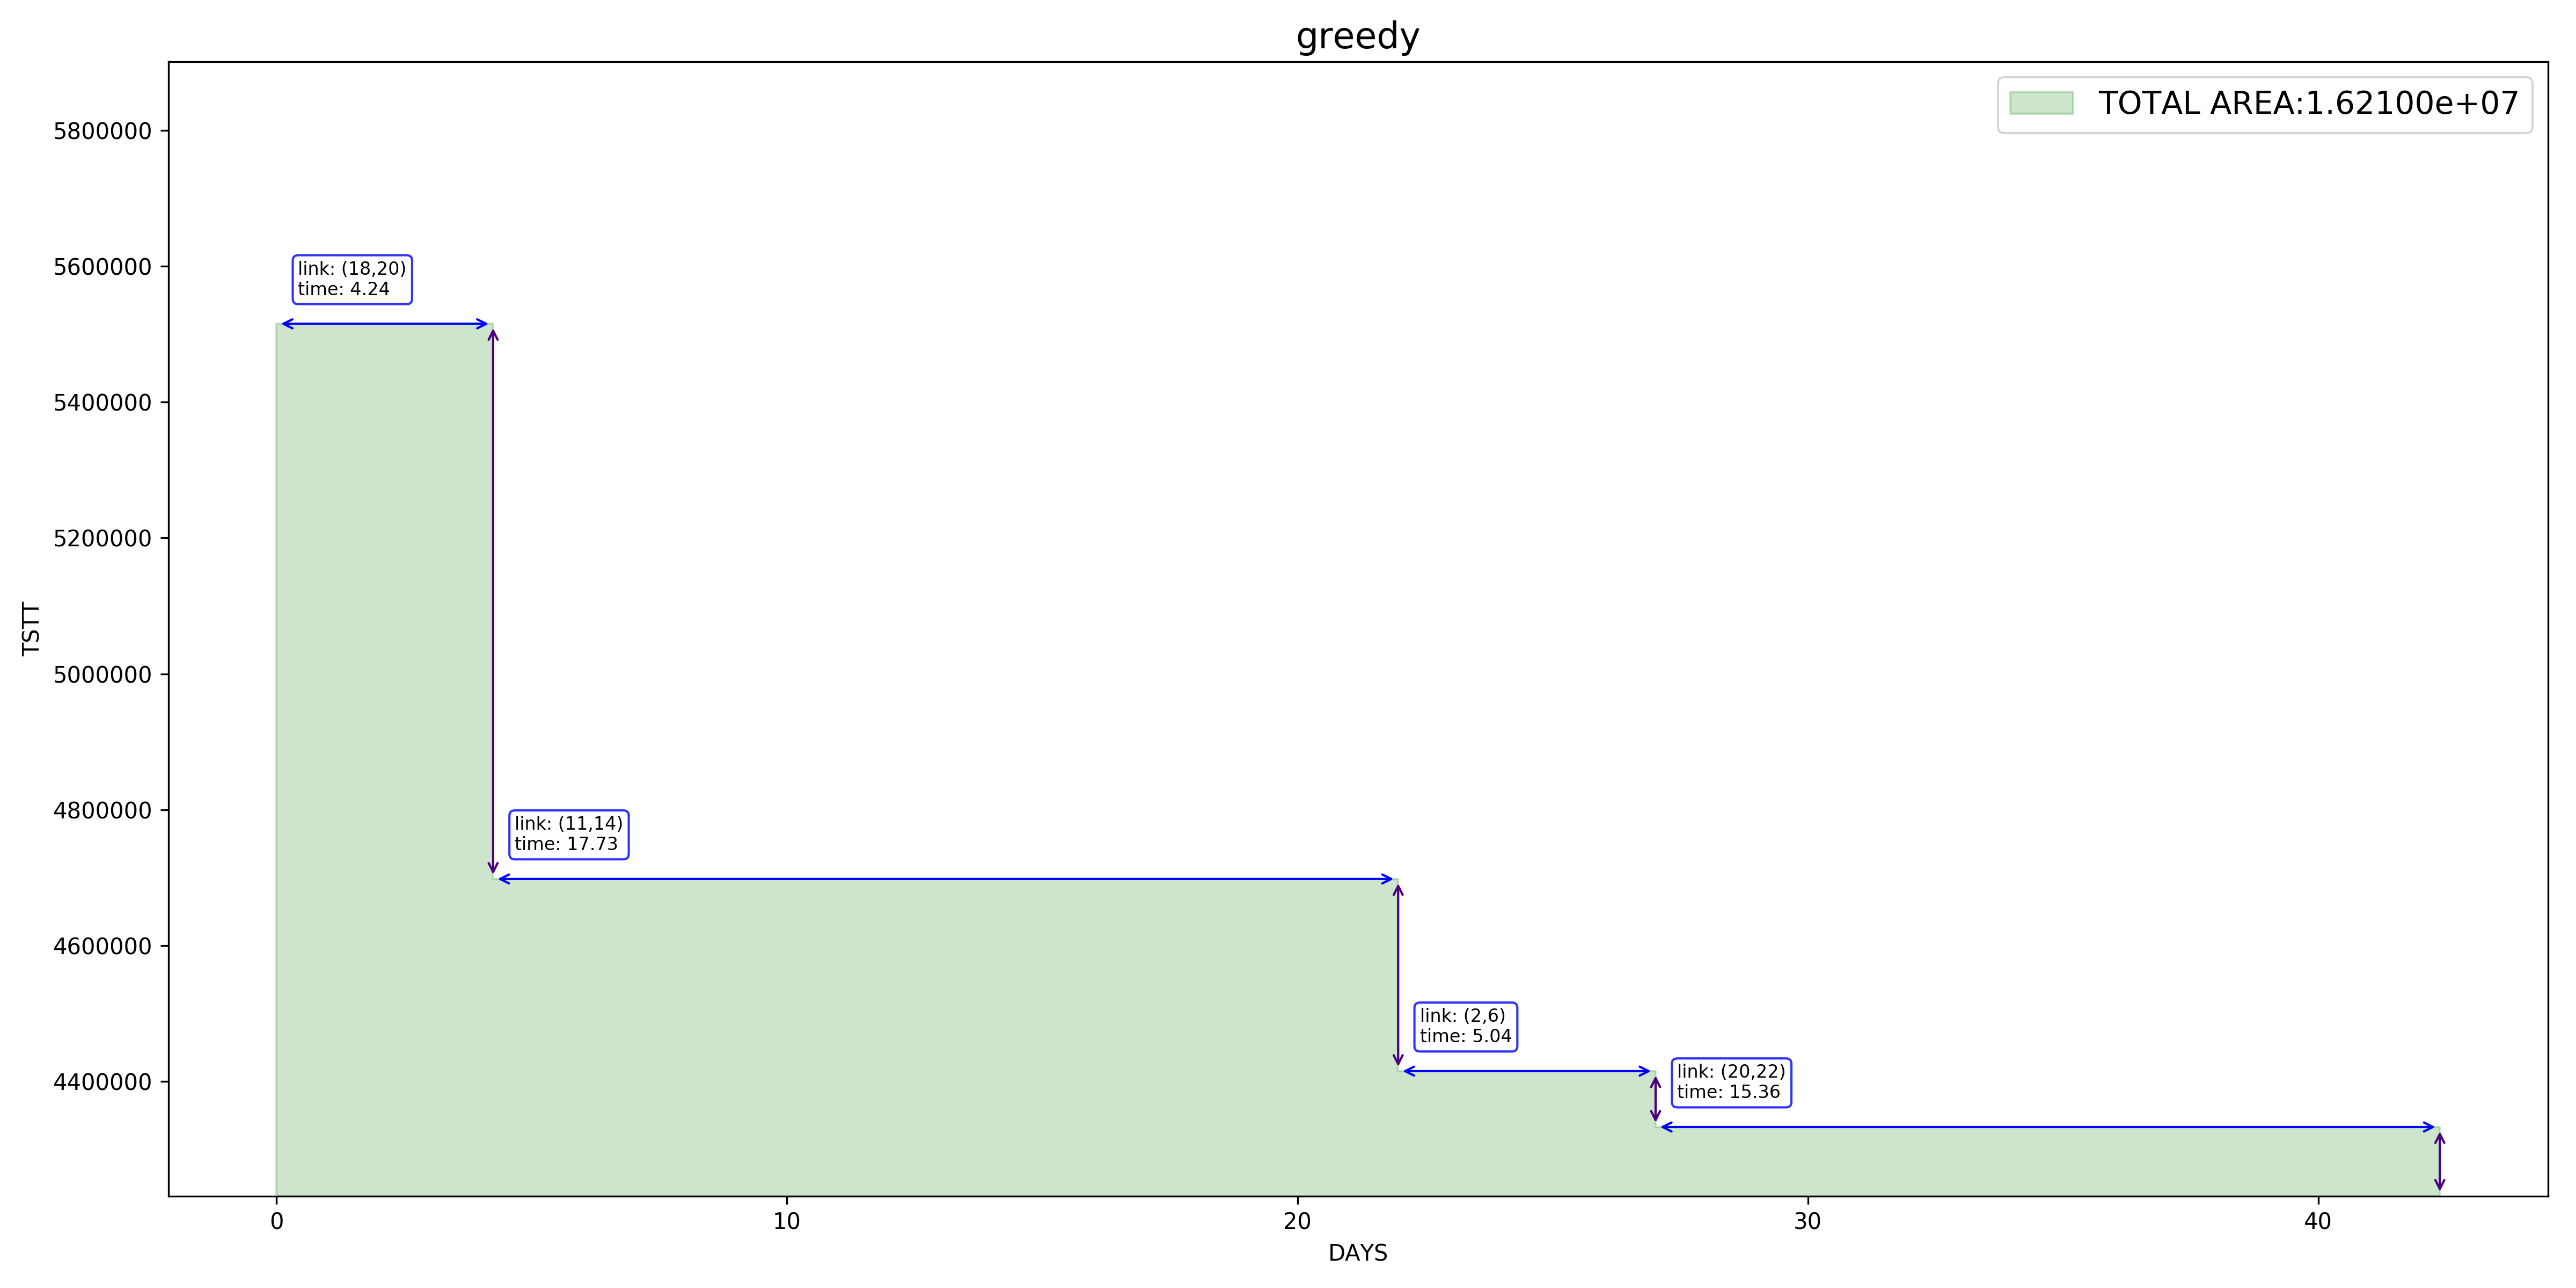 greedy
TOTAL AREA:1.62100e+07
5800000
5600000
5400000
5200000
5000000
4800000
4600000
4400000
TSTT
link: (18,20)
time: 4.24
link: (11,14)
time: 17.73
link: (2,6)
time: 5.04
link: (20,22)
time: 15.36
0
10
20
30
40
DAYS